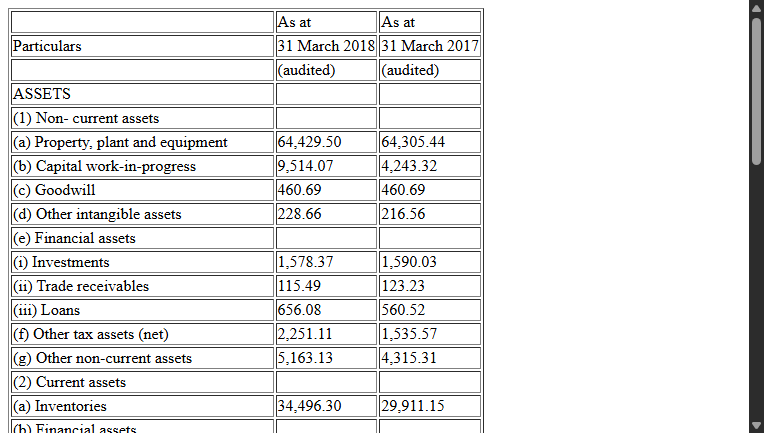 As at As at
Particulars 31 March 2018 31 March 2017
(audited) (audited)
ASSETS
(1) Non- current assets
(a) Property, plant and equipment 64,429.50 64,305.44
(b) Capital work-in-progress 9,514.07 4,243.32
(c) Goodwill 460.69 460.69
(d) Other intangible assets 228.66 216.56
(e) Financial assets
(i) Investments 1,578.37 1,590.03
(ii) Trade receivables 115.49 123.23
(iii) Loans 656.08 560.52
(f) Other tax assets (net) 2,251.11 1,535.57
(g) Other non-current assets 5,163.13 4,315.31
(2) Current assets
(a) Inventories 34,496.30 29,911.15
(b) Financial assets